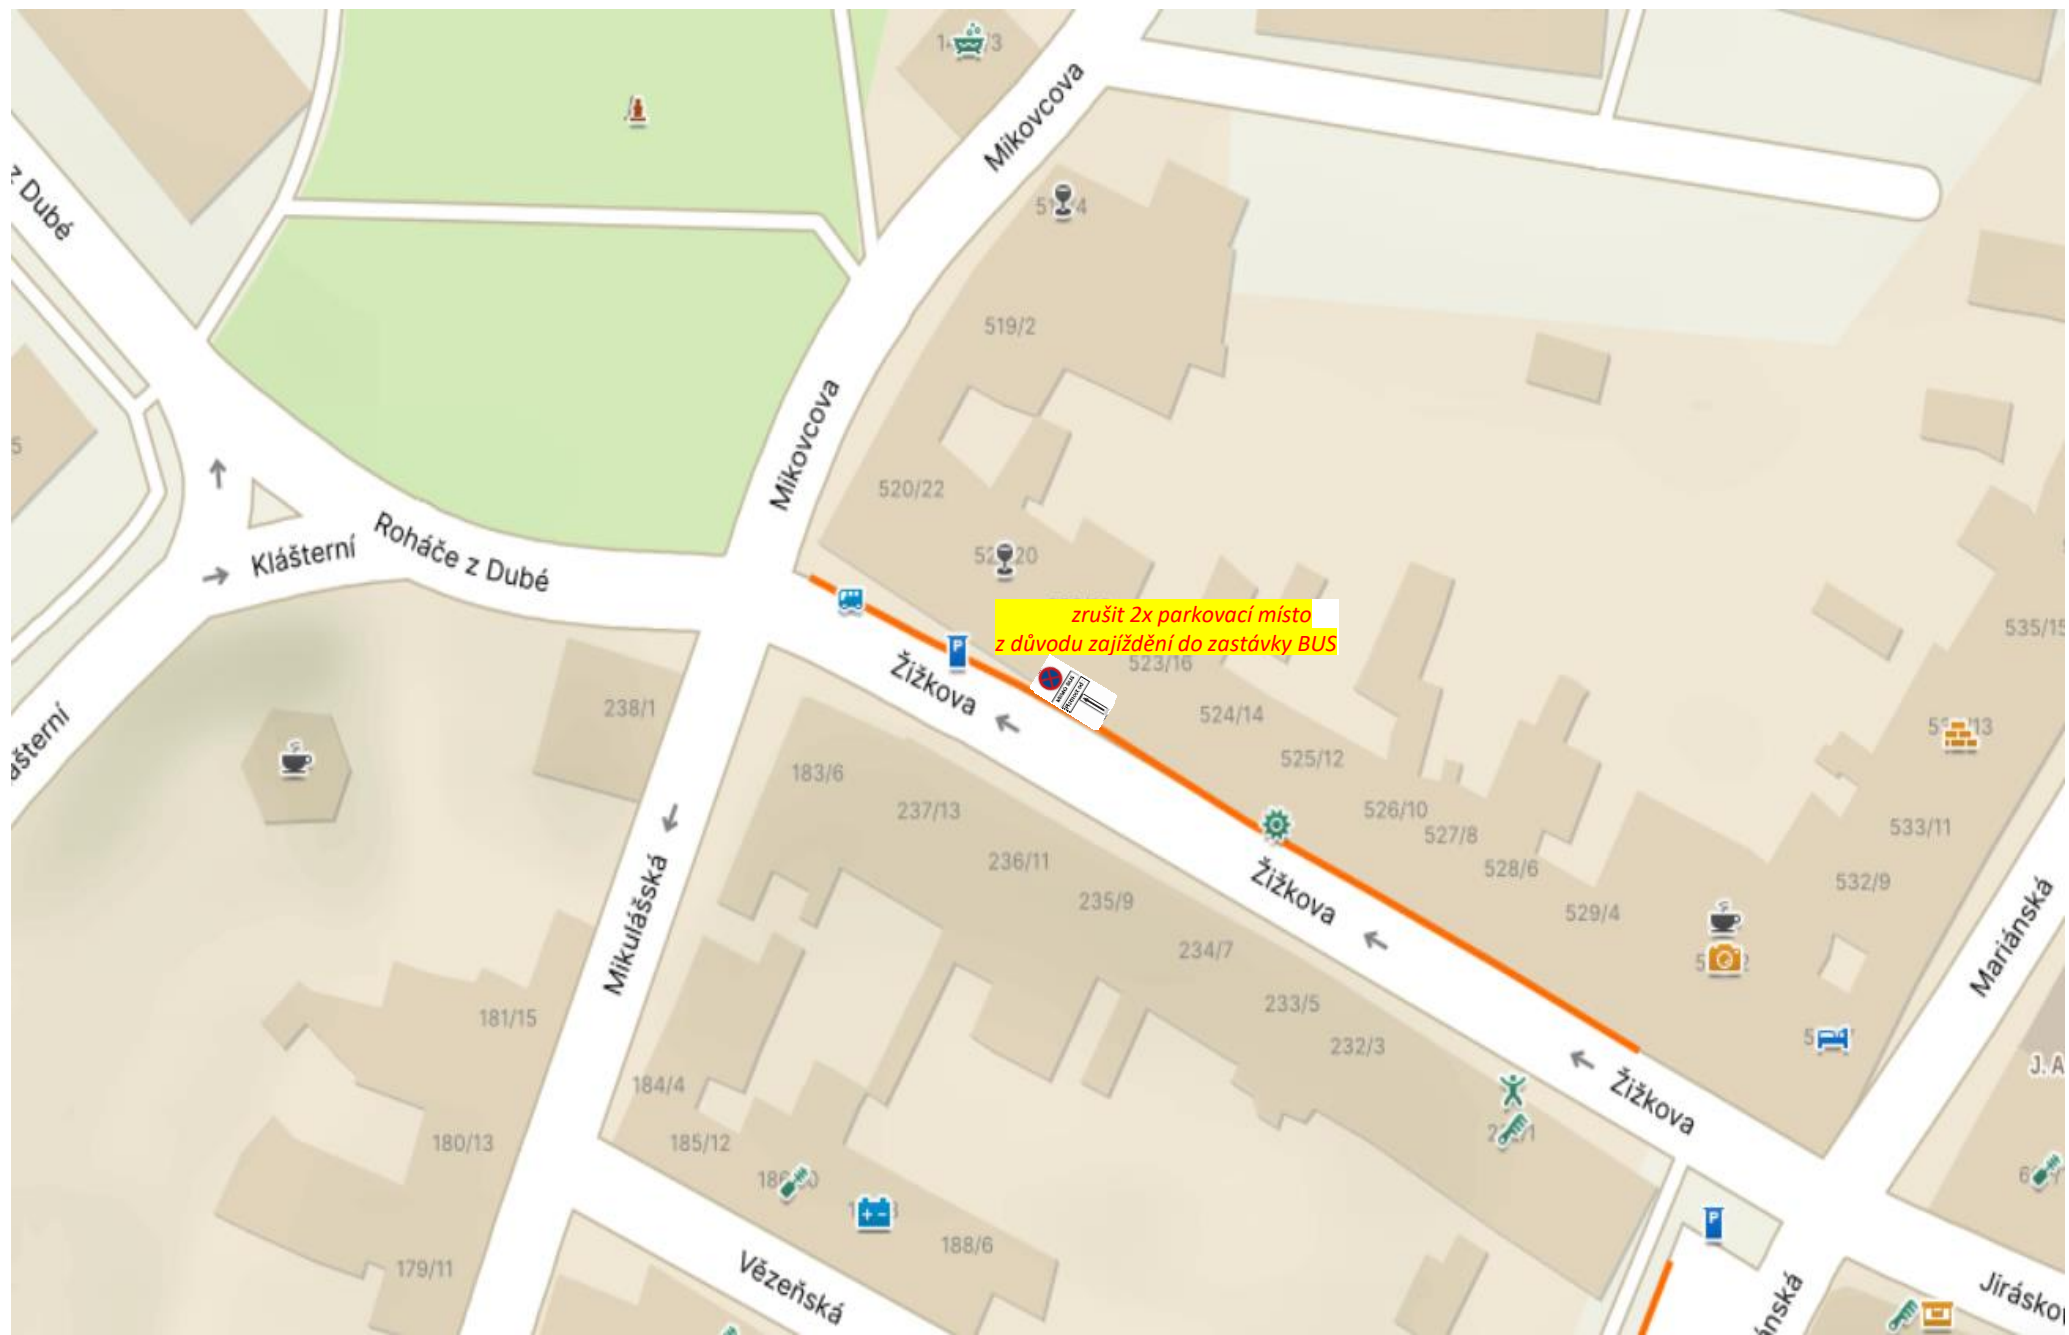 Mikovcova
z Dubé
519/2
Mikovcova
520/22
Roháče z Dubé
Klášterní
zrušit 2x parkovací místo
z důvodu zajíždění do zastávky BUS
P
523/16
535/15
Žižkova
238/1
524/14
525/12
183/6
237/13
526/10
527/8
533/11
236/11
528/6
532/9
235/9
Žižkova
529/4
Mikulášská
Mariánská
234/7
233/5
181/15
232/3
J. A
Žižkova
184/4
180/13
185/12
P
188/6
179/11
Vězeňská